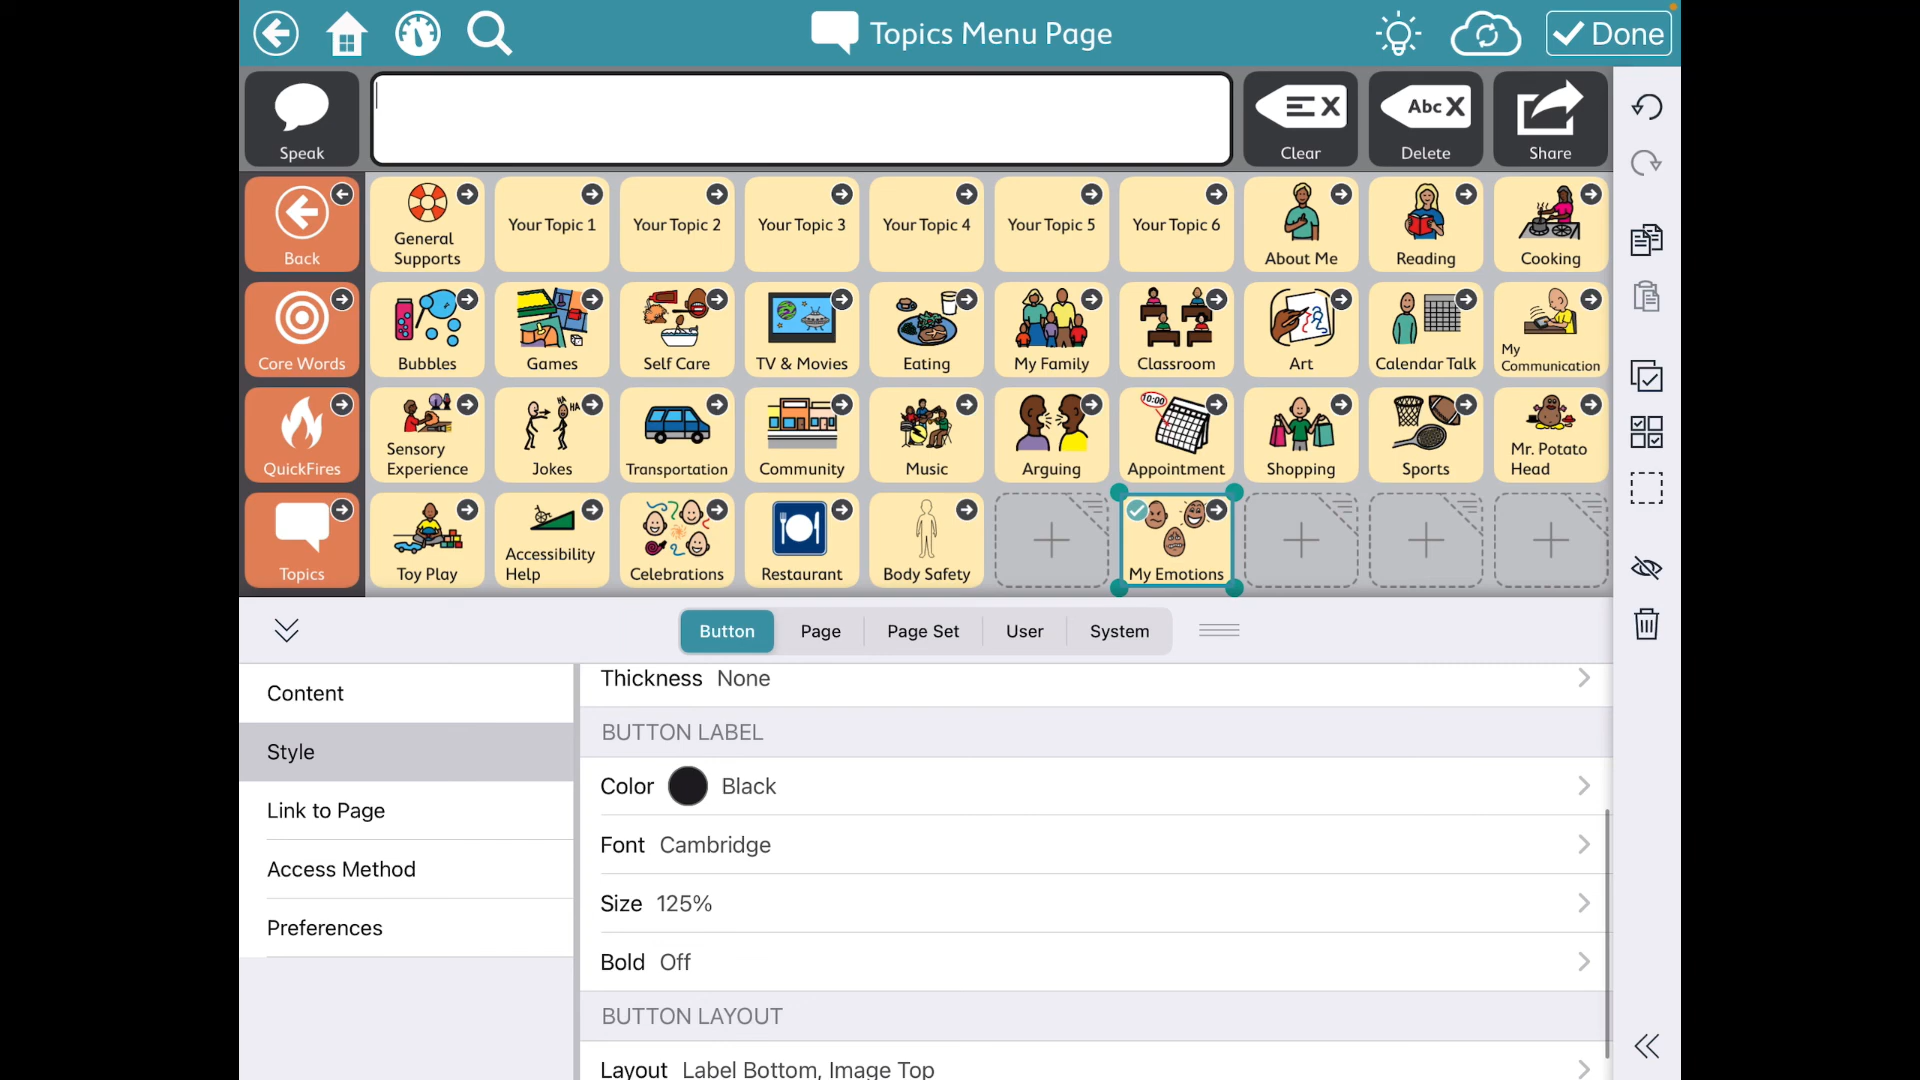 Topics Menu Page
Done
Speak
X
Clear
Abc X
Delete
Share
Back
General
Supports
Your Topic 1
Your Topic 2
Your Topic 3
Your Topic 4
Your Topic 5
Your Topic 6
About Me
Reading
Cooking
Core Words
Bubbles
Games
Self Care
TV & Movies
Eating
My Family
Classroom
Art
Calendar Talk
My
Communication
QuickFires
Sensory
Experience
HA
HA
Jokes
Transportation
Community
Music
Arguing
10:00
Appointment
Shopping
Sports
Mr. Potato
Head
Topics
Toy Play
Accessibility
Help
Celebrations
Restaurant
Body Safety
My Emotions
Button
Page
Page Set
User
System
Content
Style
Link to Page
Access Method
Preferences
Thickness None
BUTTON LABEL
Color Black
Font Cambridge
Size 125%
Bold Off
BUTTON LAYOUT
Layout Label Bottom, Image Top